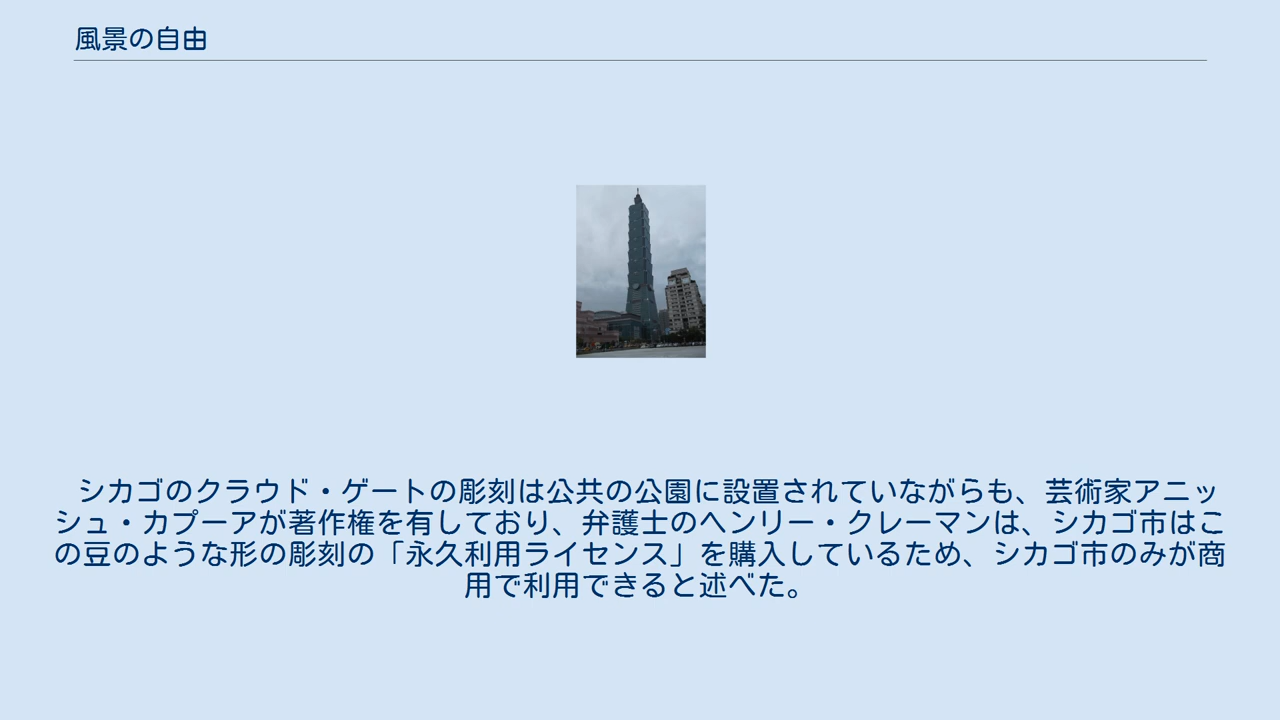 風景の自由
シカゴのクラウド・ゲートの彫刻は公共の公園に設置されていながらも、芸術家アニッ
シュ・カプーアが著作権を有しており、弁護士のヘンリー・クレーマンは、シカゴ市はこ
の豆のような形の彫刻の「永久利用ライセンス」を購入しているため、シカゴ市のみが商
用で利用できると述べた。